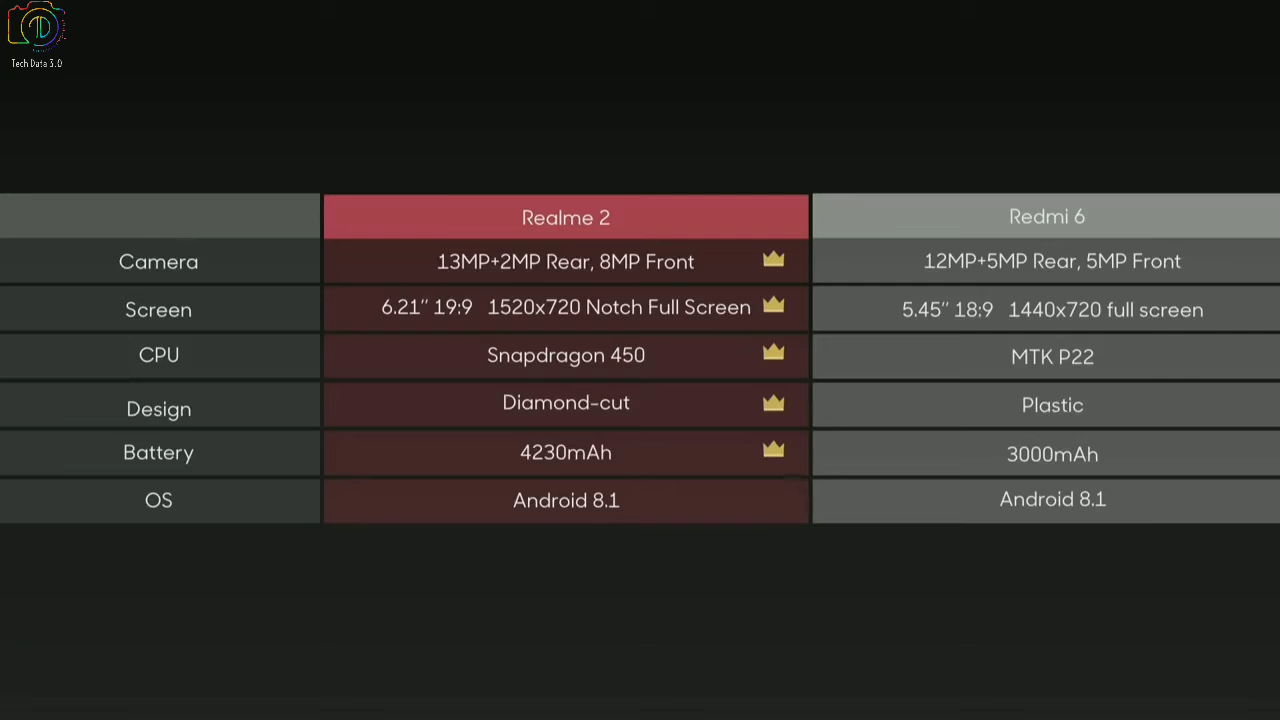 Tech Data 3.0
Realme 2 Redmi 6
Camera 13MP+2MP Rear, 8MP Front 12MP+5MP Rear, 5MP Front
Screen 6.21’’ 19:9 1520x720 Notch Full Screen 5.45’’ 18:9 1440x720 full screen
CPU Snapdragon 450 MTK P22
Design Diamond-cut Plastic
Battery 4230mAh 3000mAh
OS Android 8.1 Android 8.1